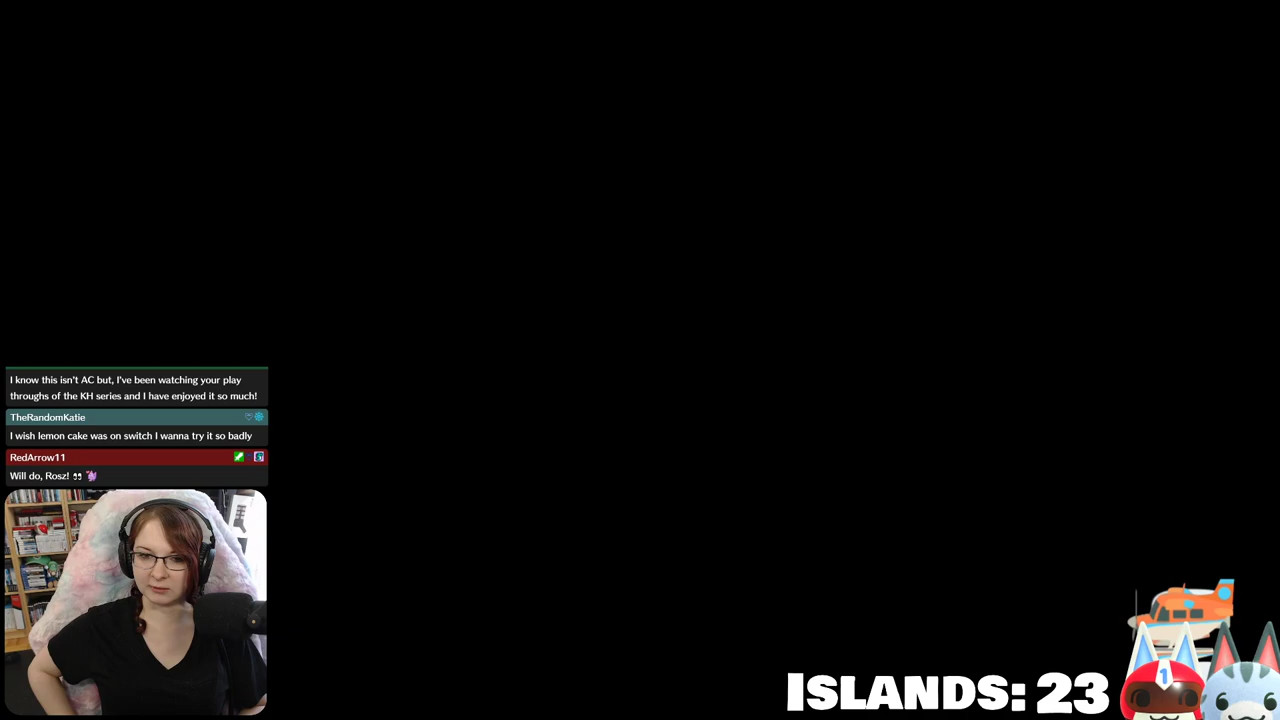 I know this isn't AC but, I've been watching your play
throughs of the KH series and I have enjoyed it so much!
TheRandomKatie
I wish lemon cake was on switch I wanna try it so badly
RedArrow11
Will do, Rosz!
ISLANDS: 23
1